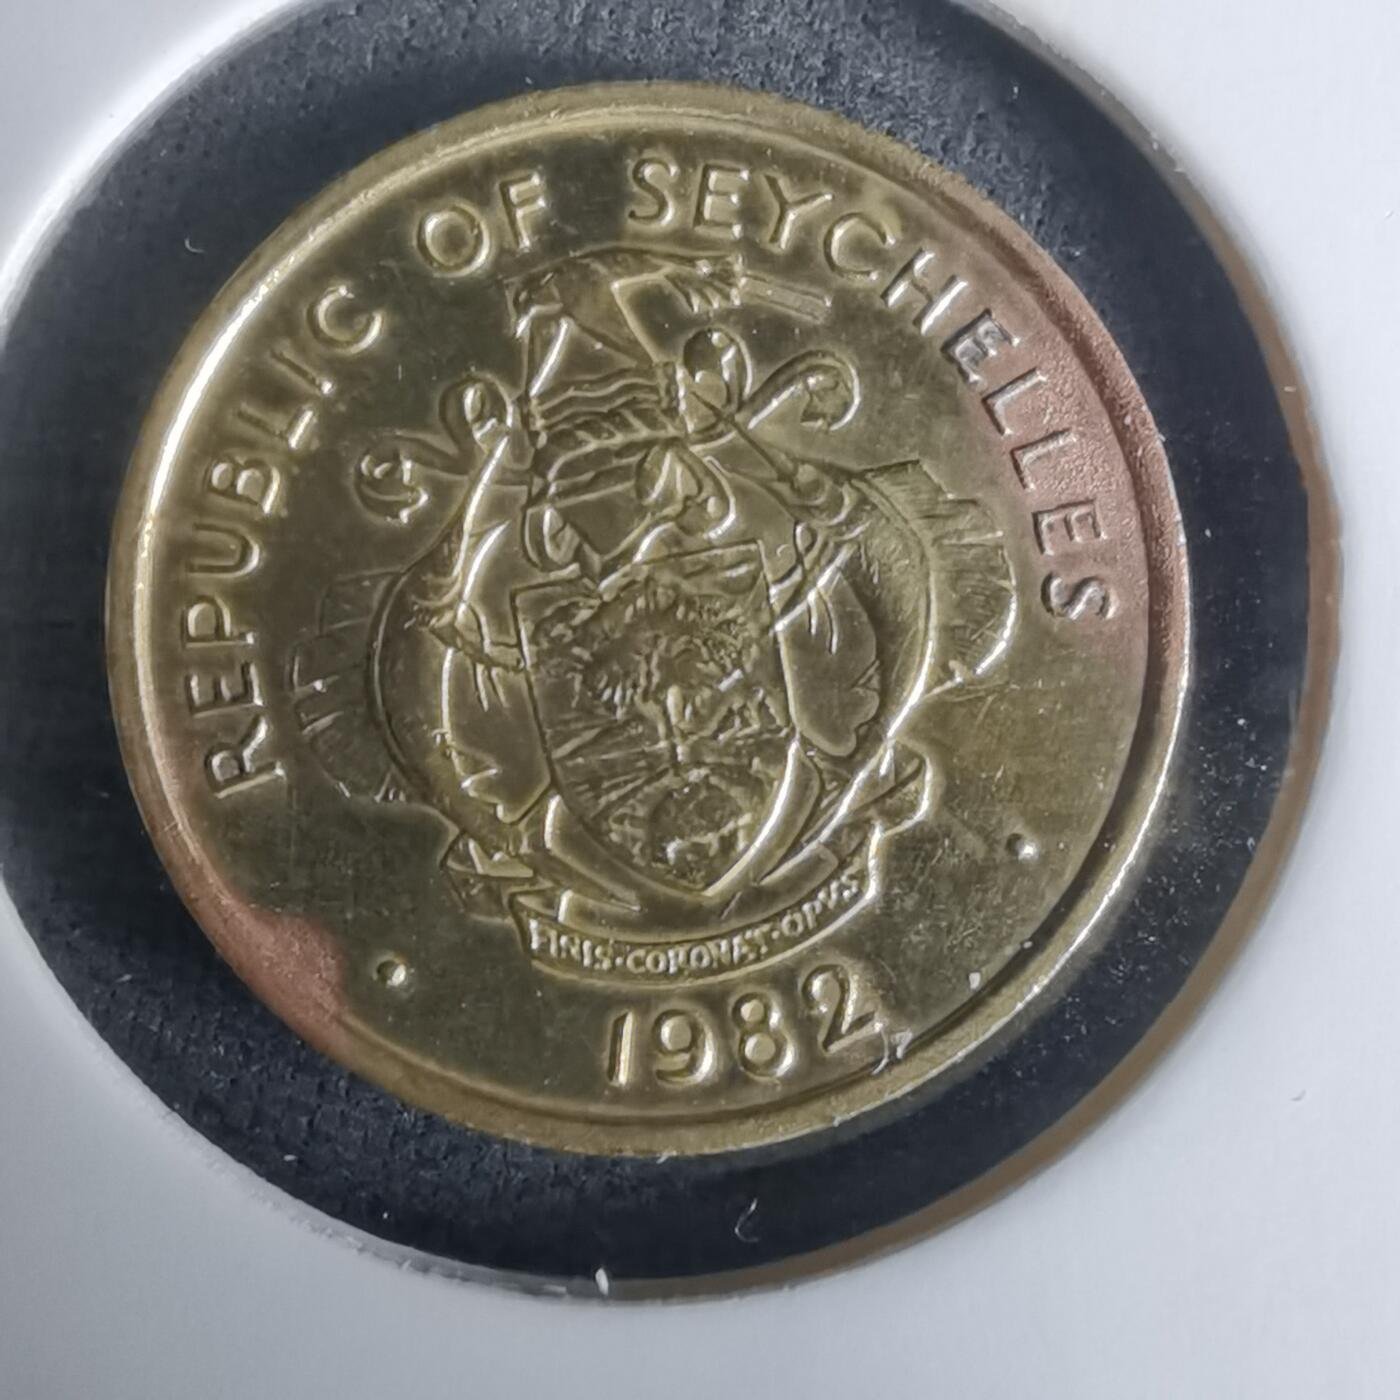 REPUBLIC OF SEYCHELLES
FINIS·CORONAT·OPVS
1982